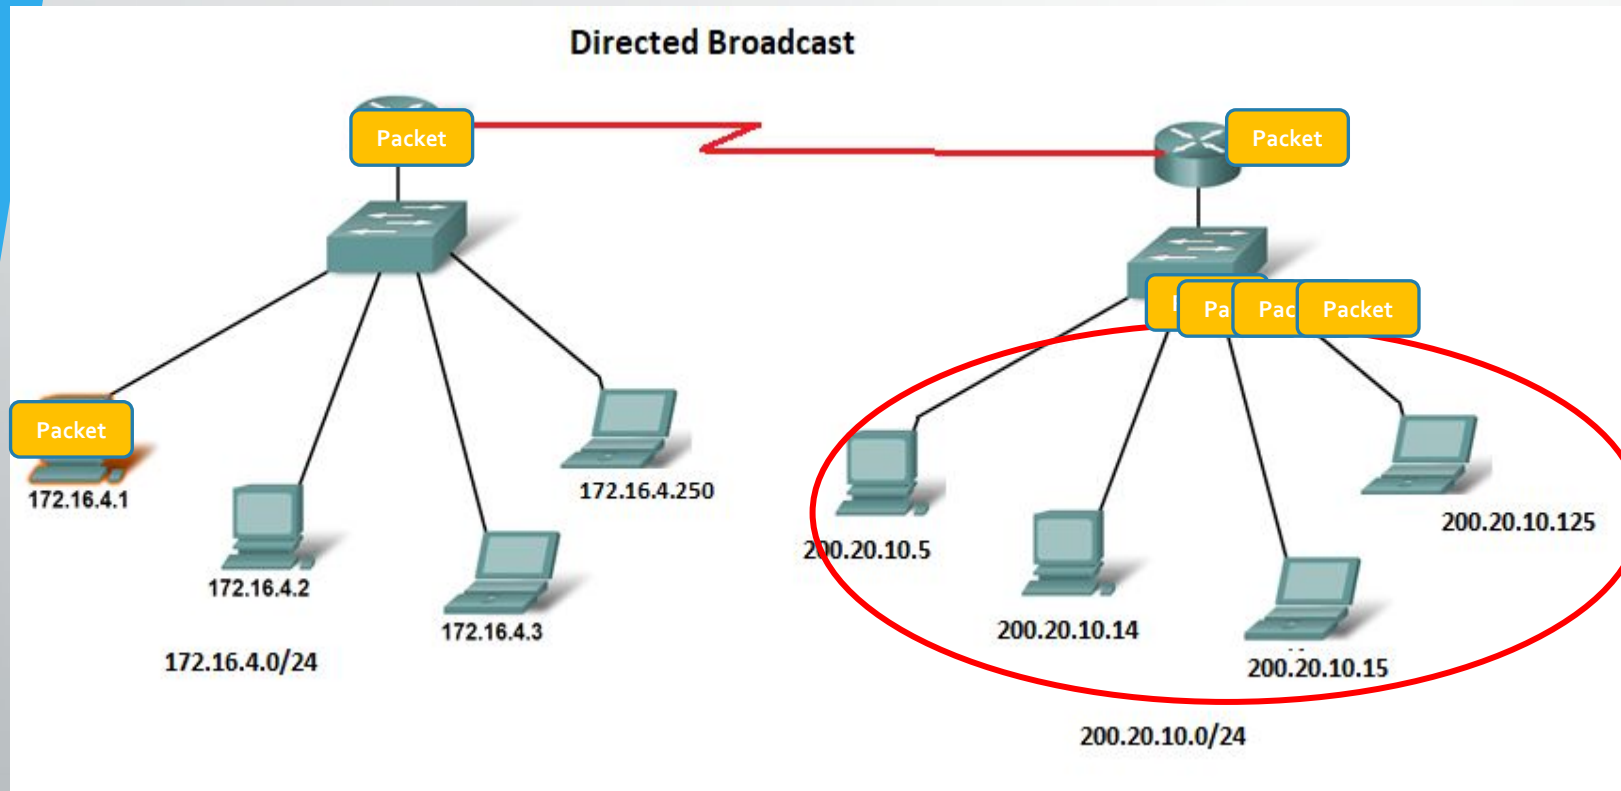 Directed Broadcast
Packet
Packet
Pa
Pac
Packet
Packet
172.16.4.1
172.16.4.250
172.16.4.2
172.16.4.3
172.16.4.0/24
200.20.10.5
200.20.10.125
200.20.10.14
200.20.10.15
200.20.10.0/24